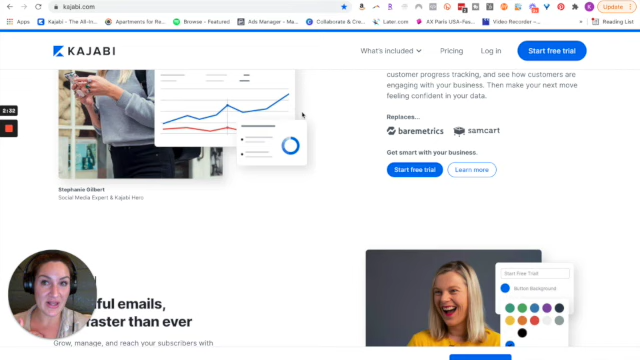 kajabi.com
Update
Kajabi | The All-In...
Apartments for Re...
Browse - Featured
Ads Manager - Ma...
Collaborate & Cre...
Later.com
AX Paris USA-Fas...
Video Recorder –...
Reading List
KAJABI
What's included
Pricing
Log in
Start free trial
customer progress tracking, and see how customers are
engaging with your business. Then make your next move
feeling confident in your data.
2:32
Replaces...
baremetrics
samcart
Get smart with your business.
Start free trial
Learn more
Stephanie Gilbert
Social Media Expert & Kajabi Hero
Start free Trial
Button Background
ful emails,
faster than ever
Grow, manage, and reach your subscribers with